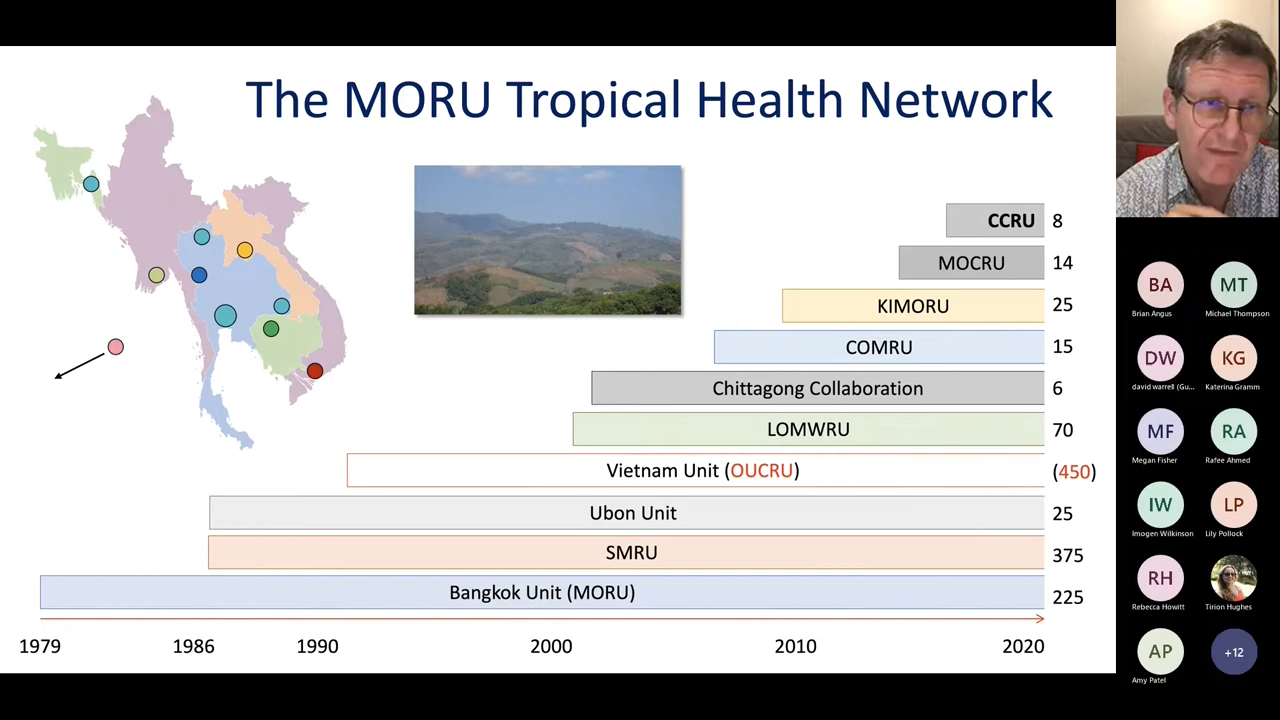 The MORU Tropical Health Network
CCRU 8
MOCRU 14
KIMORU 25
COMRU 15
Chittagong Collaboration 6
LOMWRU 70
Vietnam Unit (OUCRU) (450)
Ubon Unit 25
SMRU 375
Bangkok Unit (MORU) 225
1979 1986 1990 2000 2010 2020
BA MT
Brian Angus Michael Thompson
DW KG
david warrell (Gu... Katerina Gramm
MF RA
Megan Fisher Rafee Ahmed
IW LP
Imogen Wilkinson Lily Pollock
RH
Rebecca Howitt Tirion Hughes
AP +12
Amy Patel